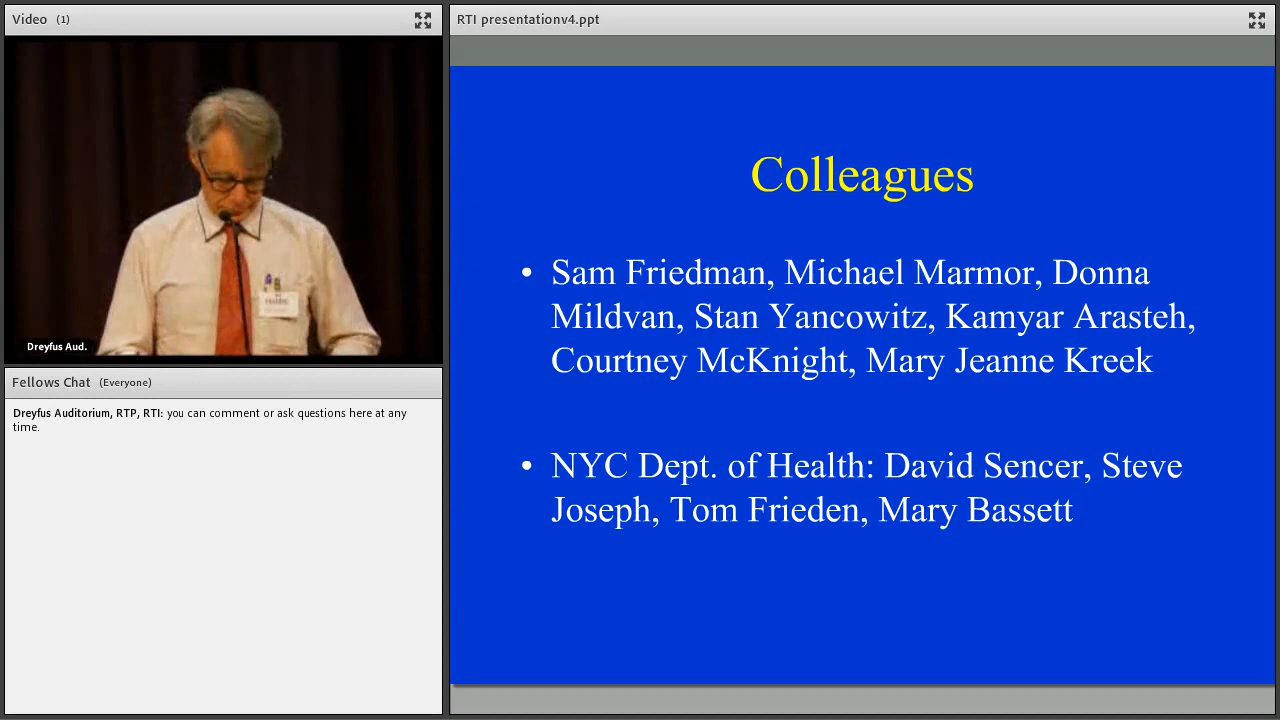 Video (1)
Dreyfus Aud.
Fellows Chat (Everyone)
Dreyfus Auditorium, RTP, RTI: you can comment or ask questions here at any
time.
RTI presentationv4.ppt
Colleagues
• Sam Friedman, Michael Marmor, Donna
Mildvan, Stan Yancowitz, Kamyar Arasteh,
Courtney McKnight, Mary Jeanne Kreek
• NYC Dept. of Health: David Sencer, Steve
Joseph, Tom Frieden, Mary Bassett